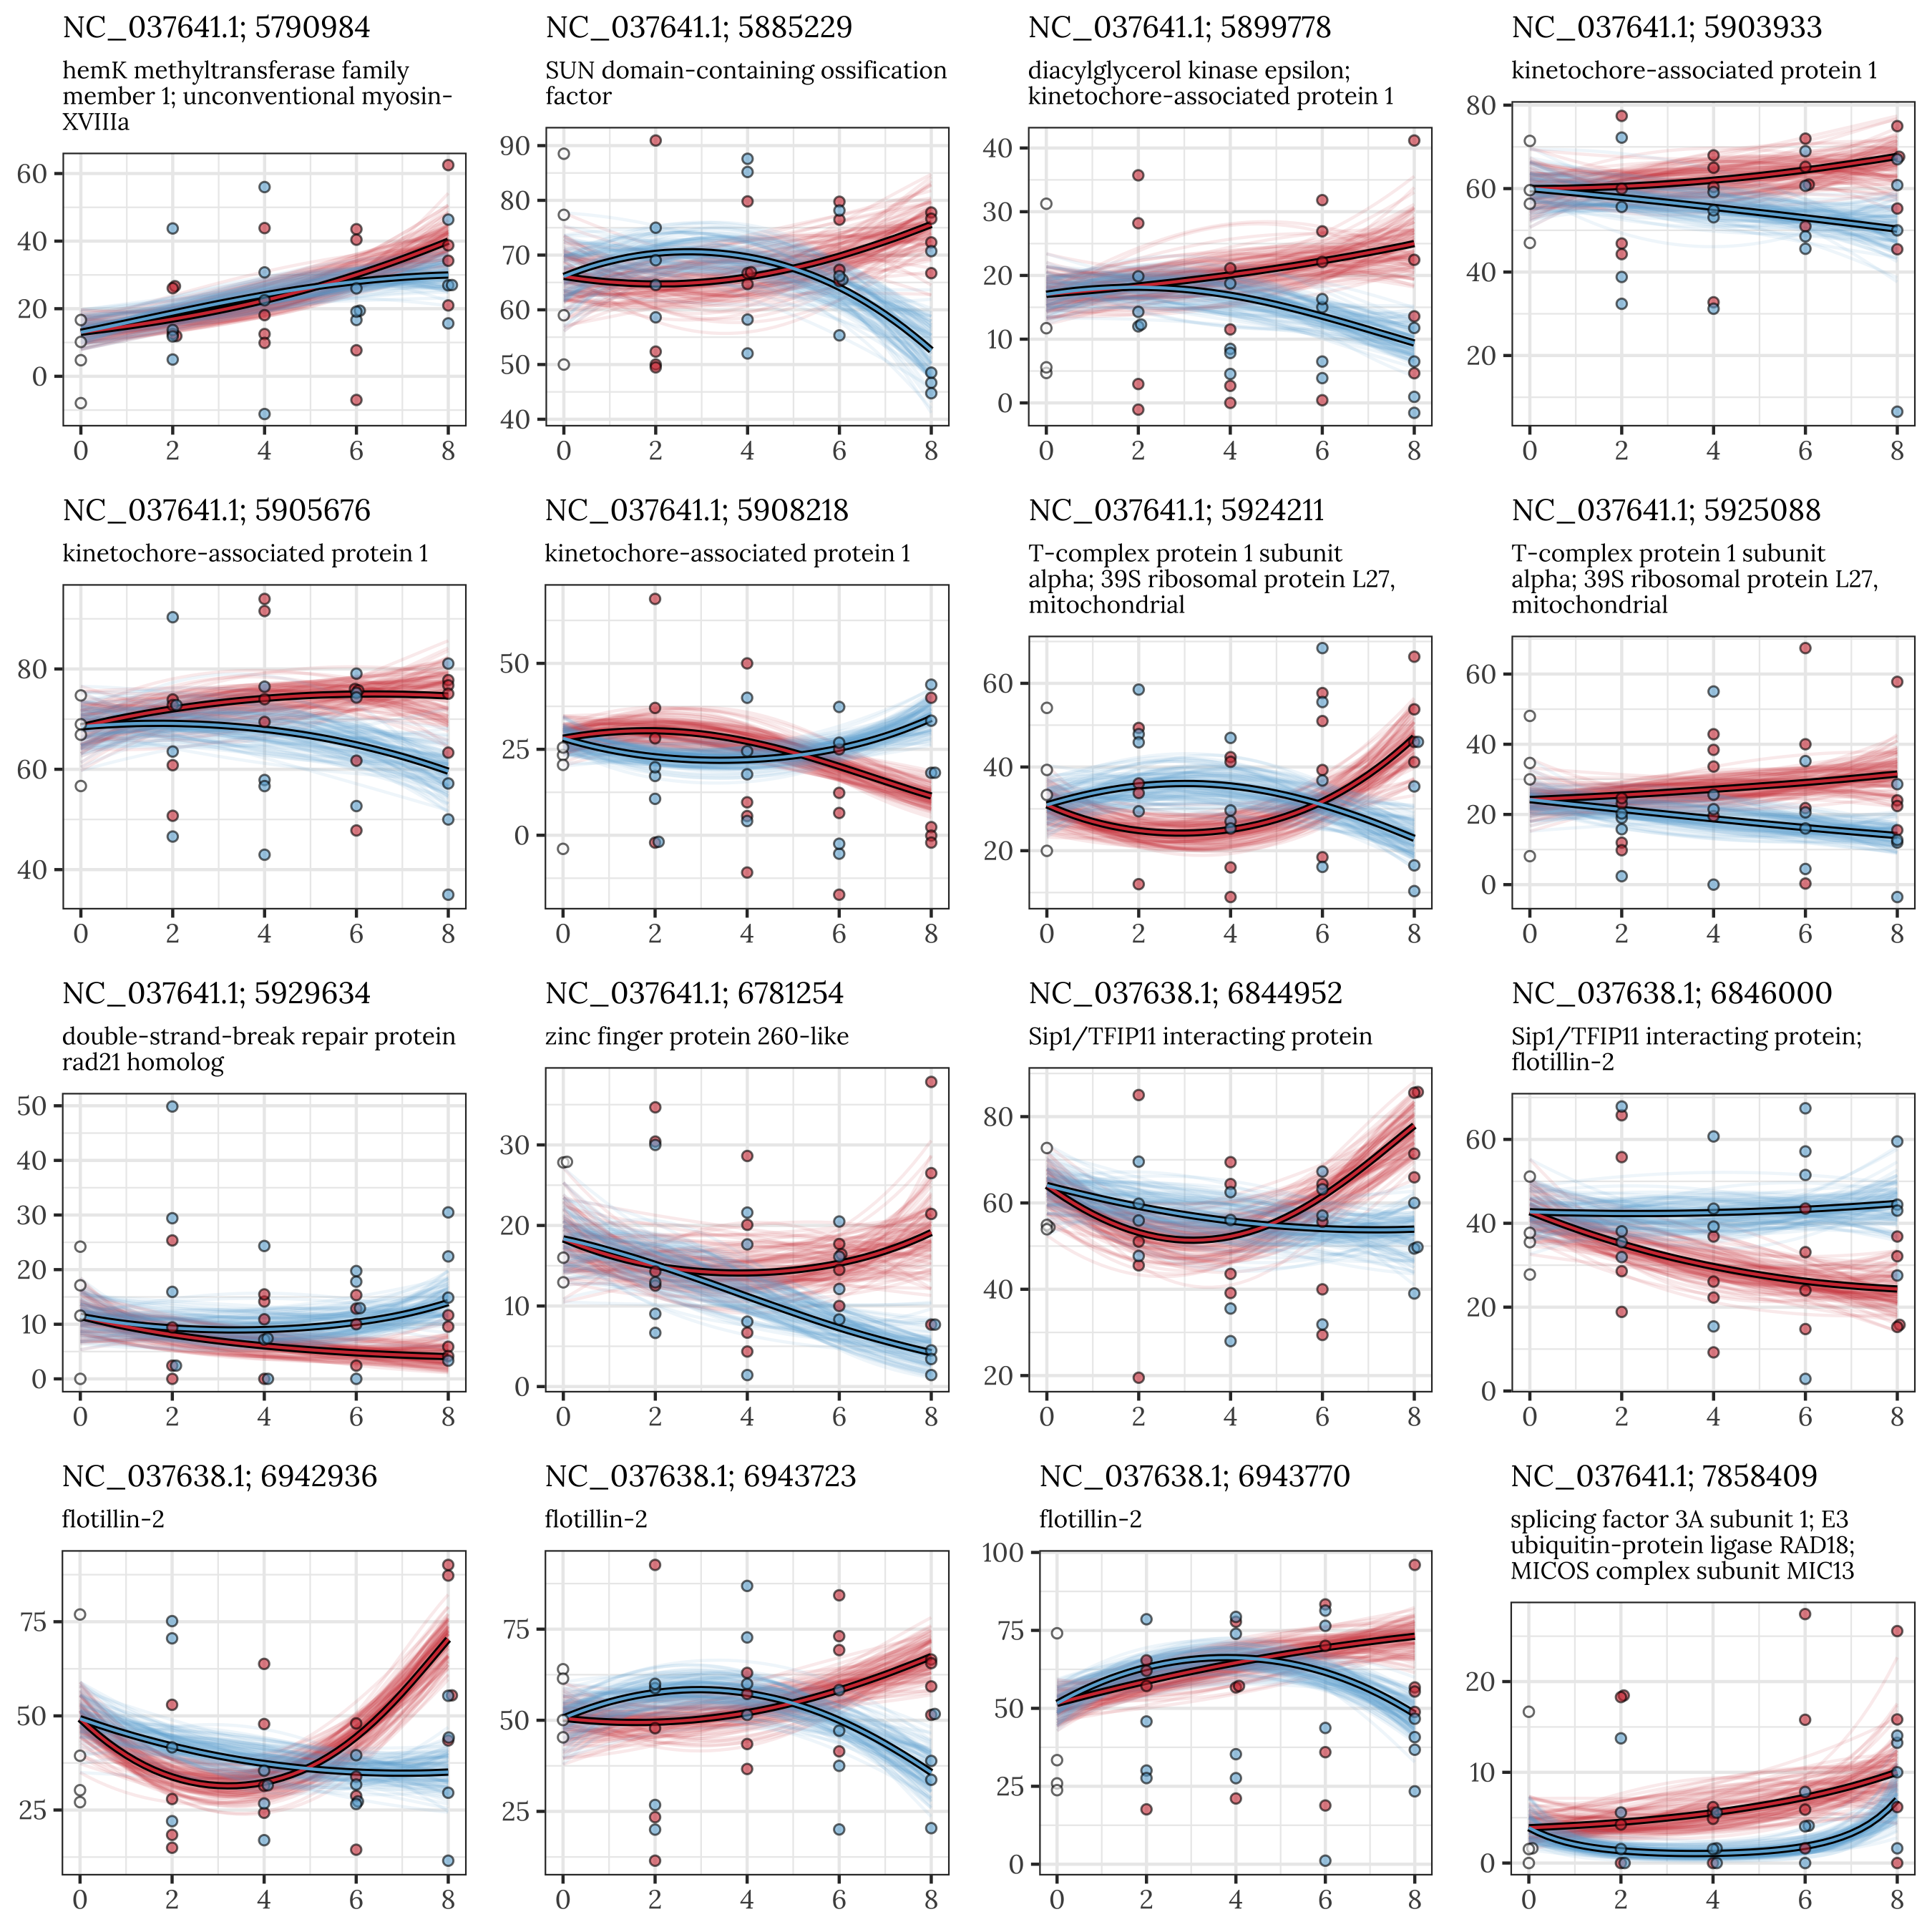 NC_037641.1; 5790984
hemK methyltransferase family
member 1; unconventional myosin-
XVIIIa
60
40
20
0
0 2 4 6 8
NC_037641.1; 5885229
SUN domain-containing ossification
factor
90
80
70
60
50
40
0 2 4 6 8
NC_037641.1; 5899778
diacylglycerol kinase epsilon;
kinetochore-associated protein 1
40
30
20
10
0
0 2 4 6 8
NC_037641.1; 5903933
kinetochore-associated protein 1
80
60
40
20
0 2 4 6 8
NC_037641.1; 5905676
kinetochore-associated protein 1
80
60
40
0 2 4 6 8
NC_037641.1; 5908218
kinetochore-associated protein 1
50
25
0
0 2 4 6 8
NC_037641.1; 5924211
T-complex protein 1 subunit
alpha; 39S ribosomal protein L27,
mitochondrial
60
40
20
0 2 4 6 8
NC_037641.1; 5925088
T-complex protein 1 subunit
alpha; 39S ribosomal protein L27,
mitochondrial
60
40
20
0
0 2 4 6 8
NC_037641.1; 5929634
double-strand-break repair protein
rad21 homolog
50
40
30
20
10
0
0 2 4 6 8
NC_037641.1; 6781254
zinc finger protein 260-like
30
20
10
0
0 2 4 6 8
NC_037638.1; 6844952
Sip1/TFIP11 interacting protein
80
60
40
20
0 2 4 6 8
NC_037638.1; 6846000
Sip1/TFIP11 interacting protein;
flotillin-2
60
40
20
0
0 2 4 6 8
NC_037638.1; 6942936
flotillin-2
75
50
25
0 2 4 6 8
NC_037638.1; 6943723
flotillin-2
75
50
25
0 2 4 6 8
NC_037638.1; 6943770
flotillin-2
100
75
50
25
0
0 2 4 6 8
NC_037641.1; 7858409
splicing factor 3A subunit 1; E3
ubiquitin-protein ligase RAD18;
MICOS complex subunit MIC13
20
10
0
0 2 4 6 8